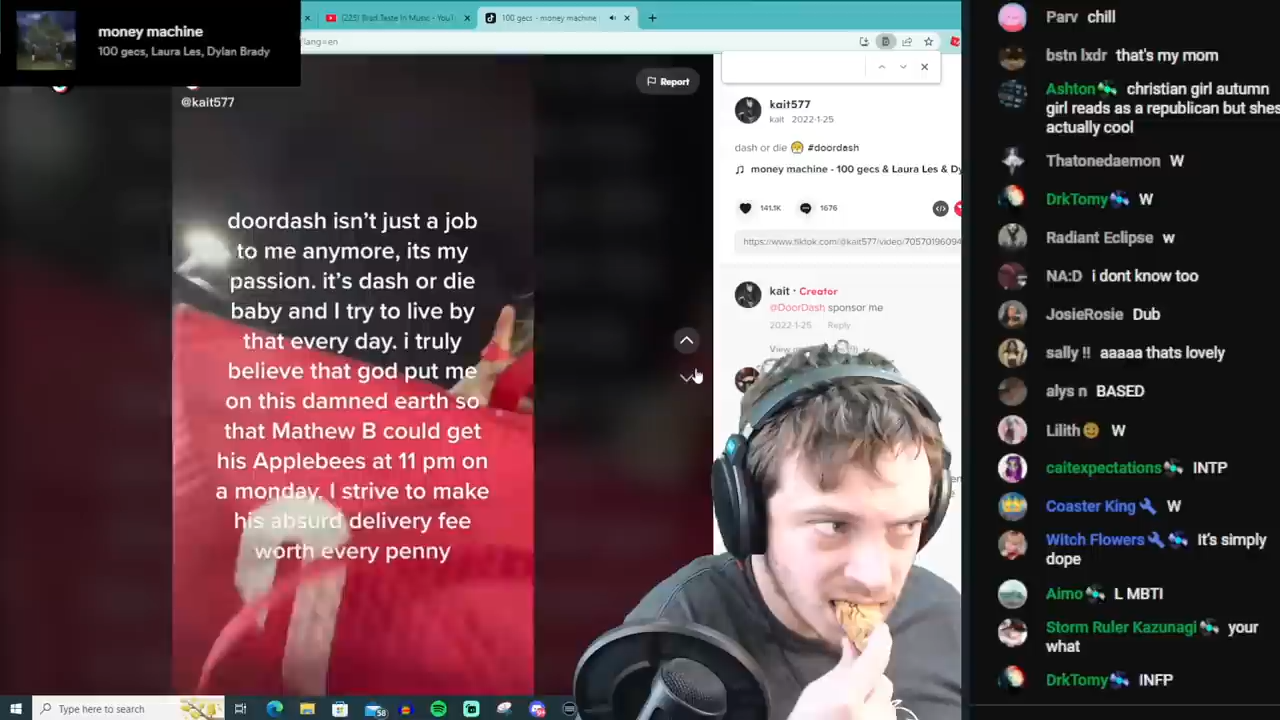 money machine
100 gecs, Laura Les, Dylan Brady
(225) Brad Taste In Music - YouT
100 gecs - money machine
?lang=en
@kait577
Report
doordash isn't just a job
to me anymore, its my
passion. it's dash or die
baby and I try to live by
that every day. i truly
believe that god put me
on this damned earth so
that Mathew B could get
his Applebees at 11 pm on
a monday. I strive to make
his absurd delivery fee
worth every penny
kait577
kait 2022-1-25
dash or die #doordash
money machine - 100 gecs & Laura Les & Dy
141.1K 1676
https://www.tiktok.com/@kait577/video/7057019609
kait · Creator
@DoorDash sponsor me
2022-1-25 Reply
Type here to search
Parv chill
bstn lxdr that's my mom
Ashton christian girl autumn
girl reads as a republican but shes
actually cool
Thatonedaemon W
DrkTomy W
Radiant Eclipse w
NA:D i dont know too
JosieRosie Dub
sally !! aaaaa thats lovely
alys n BASED
Lilith W
caitexpectations INTP
Coaster King W
Witch Flowers It's simply
dope
Aimo L MBTI
Storm Ruler Kazunagi your
what
DrkTomy INFP